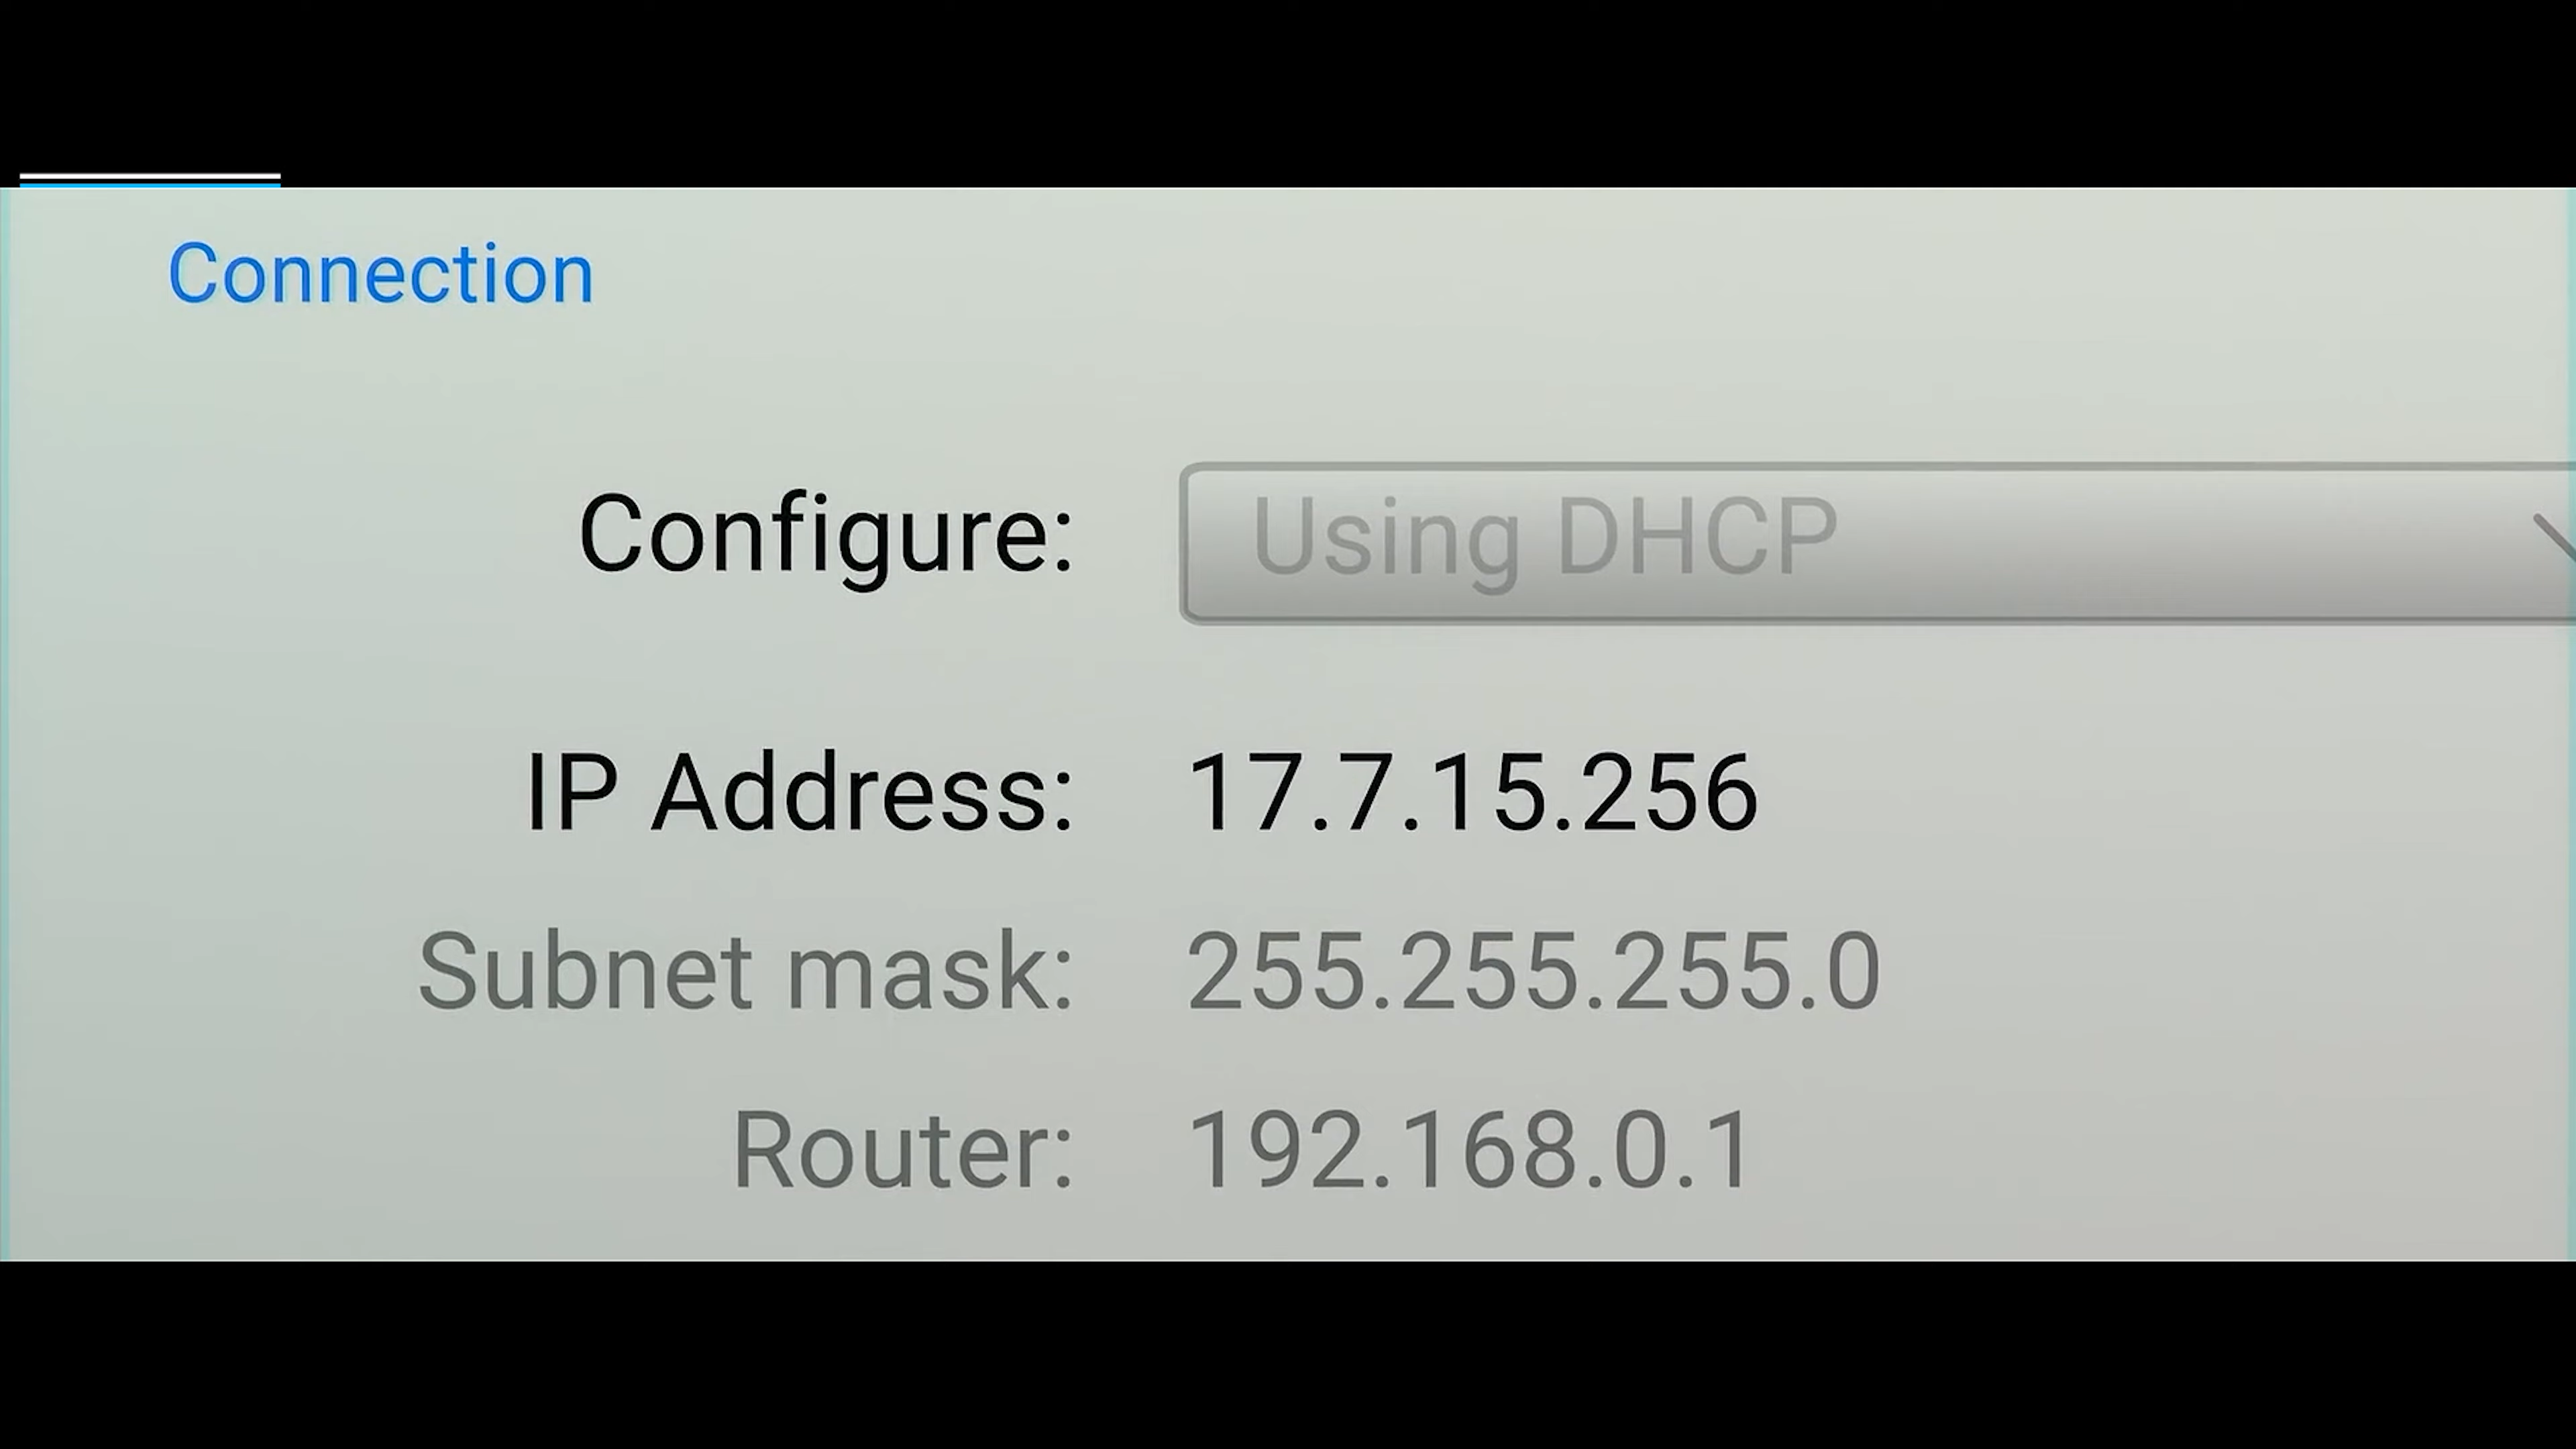 Connection
Configure: Using DHCP
IP Address: 17.7.15.256
Subnet mask: 255.255.255.0
Router: 192.168.0.1